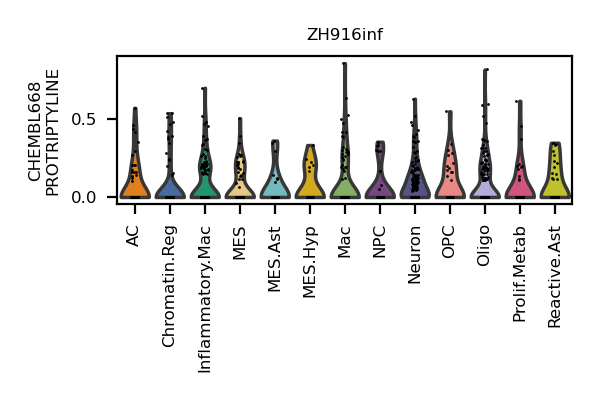 ZH916inf
CHEMBL668
PROTRIPTYLINE
0.5
0.0
AC
Chromatin.Reg
Inflammatory.Mac
MES
MES.Ast
MES.Hyp
Mac
NPC
Neuron
OPC
Oligo
Prolif.Metab
Reactive.Ast